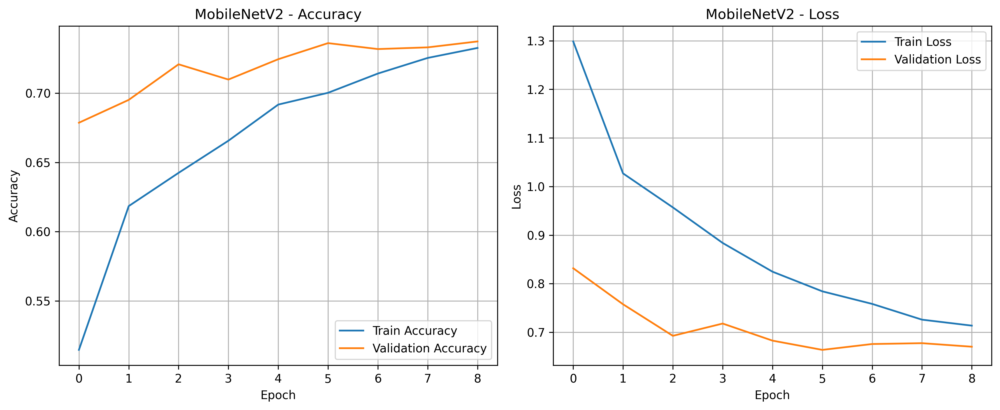 MobileNetV2 - Accuracy
0.70
0.65
0.60
0.55
Accuracy
Train Accuracy
Validation Accuracy
0 1 2 3 4 5 6 7 8
Epoch
MobileNetV2 - Loss
1.3
1.2
1.1
1.0
0.9
0.8
0.7
Loss
Train Loss
Validation Loss
0 1 2 3 4 5 6 7 8
Epoch